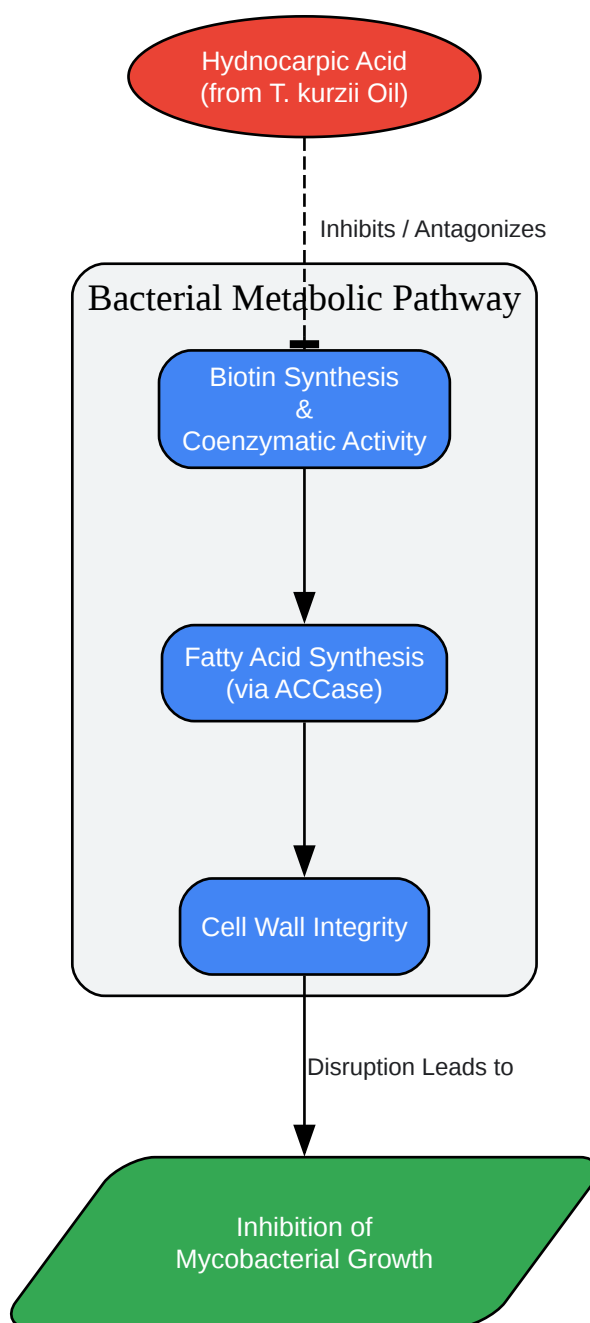 Hydnocarpic Acid
(from T. kurzii Oil)
Inhibits / Antagonizes
Bacterial Metabolic Pathway
Biotin Synthesis
&
Coenzymatic Activity
Fatty Acid Synthesis
(via ACCase)
Cell Wall Integrity
Disruption Leads to
Inhibition of
Mycobacterial Growth